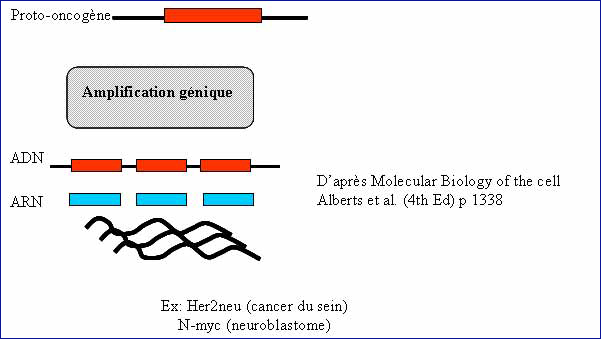 Proto-oncogène
Amplification génique
ADN
ARN
D'après Molecular Biology of the cell
Alberts et al. (4th Ed) p 1338
Ex: Her2neu (cancer du sein)
N-myc (neuroblastome)